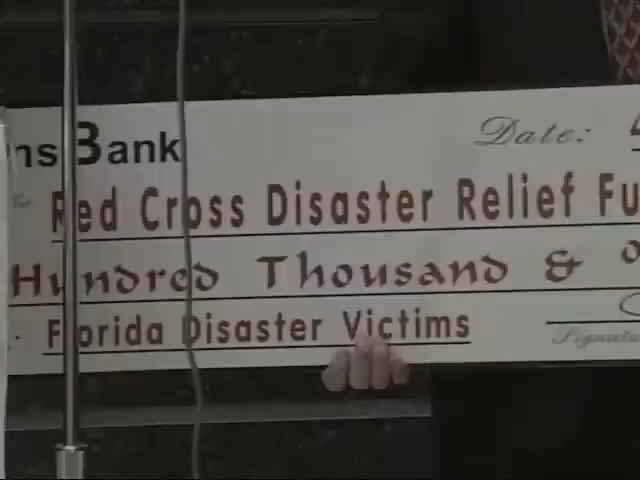 ns Bank
Date:
Red Cross Disaster Relief Fu
Hundred Thousand &
Florida Disaster Victims